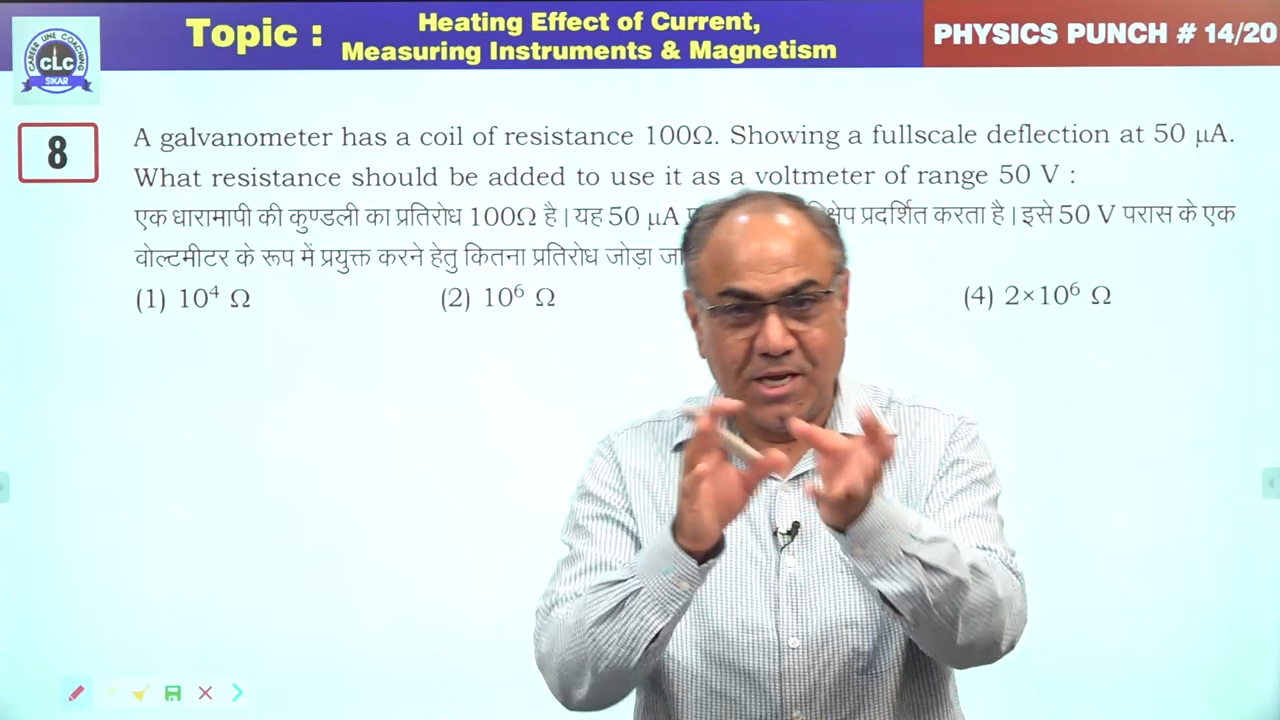 CAREER LINE COACHING
CLC
SIKAR
Topic :
Heating Effect of Current,
Measuring Instruments & Magnetism
PHYSICS PUNCH # 14/20
8
A galvanometer has a coil of resistance 100Ω. Showing a fullscale deflection at 50 μA.
What resistance should be added to use it as a voltmeter of range 50 V :
एक धारामापी की कुण्डली का प्रतिरोध 100Ω है। यह 50 μA प्रदर्शित करता है। इसे 50 V परास के एक
वोल्टमीटर के रूप में प्रयुक्त करने हेतु कितना प्रतिरोध जोड़ा
(1) 10⁴ Ω (2) 10⁶ Ω (4) 2×10⁶ Ω